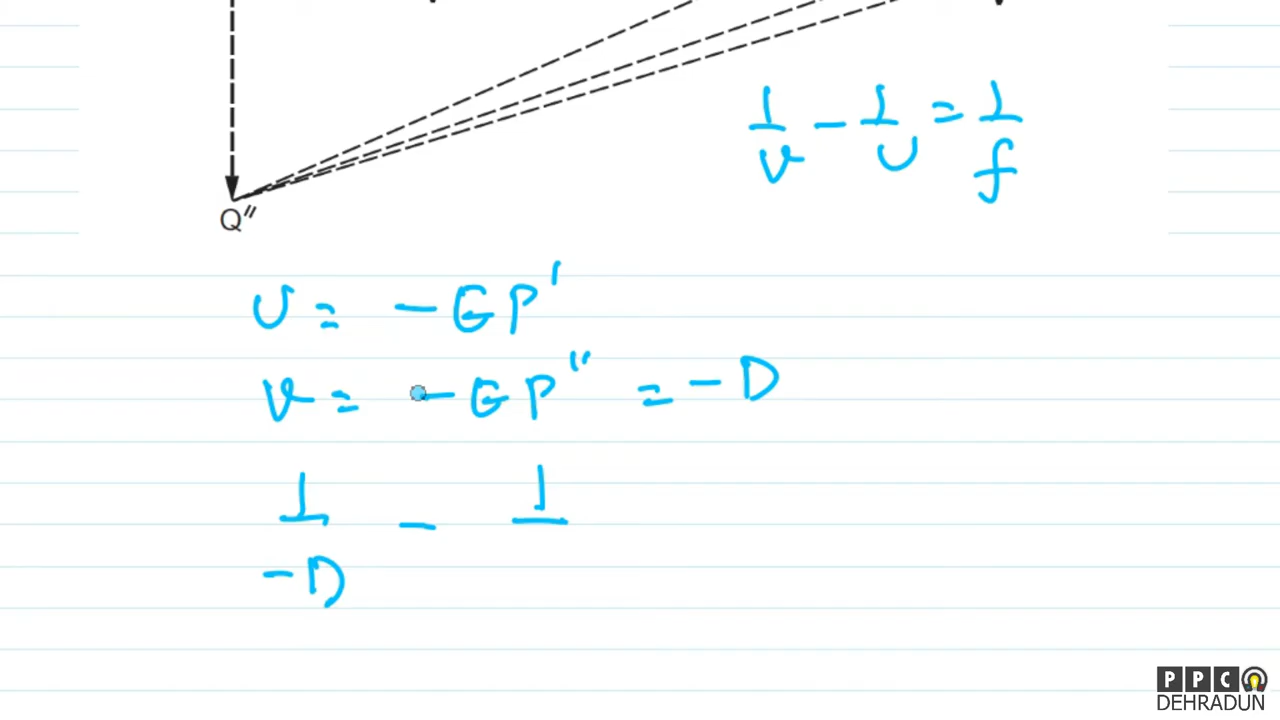 1/v - 1/U = 1/f
Q"
U = - GP'
v = - GP" = - D
1/-D - 1/
PPC
DEHRADUN